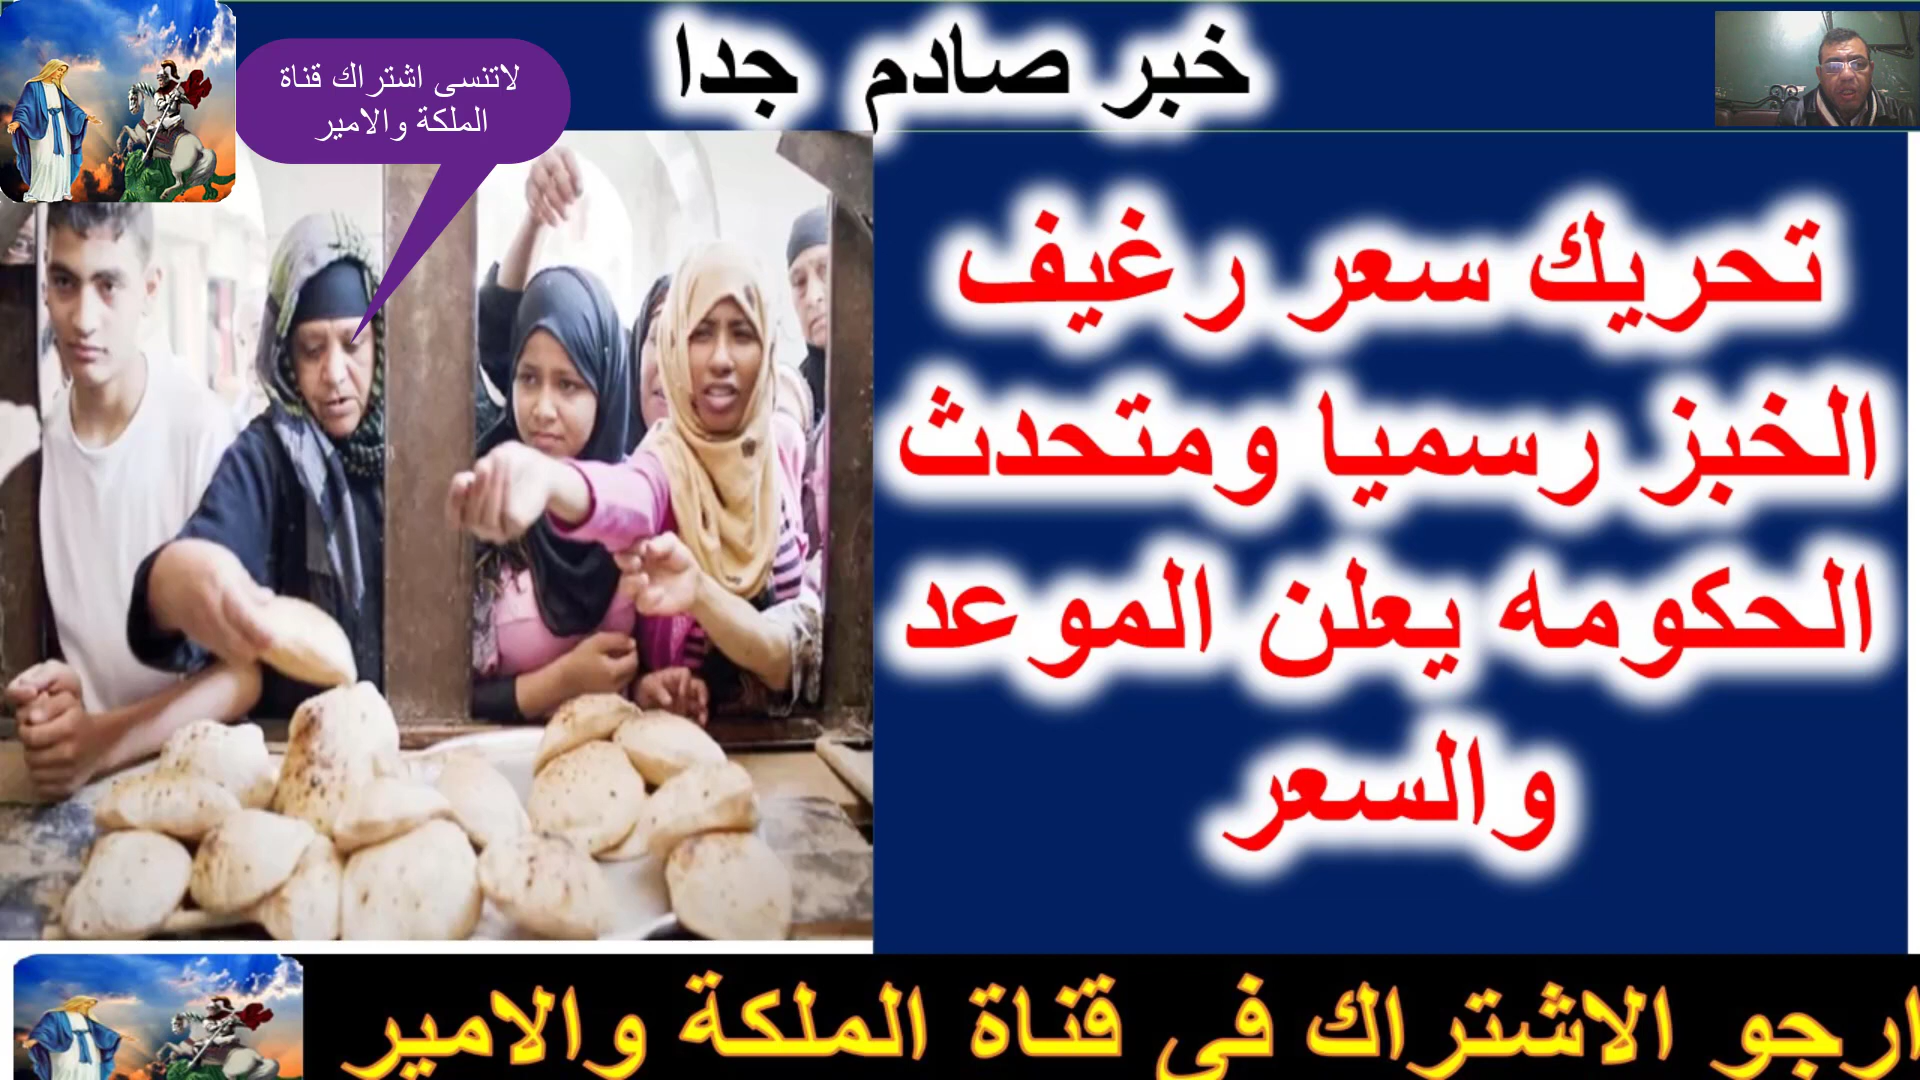 خبر صادم جدا
لاتنسى اشتراك قناة
الملكة والامير
تحريك سعر رغيف
الخبز رسميا ومتحدث
الحكومه يعلن الموعد
والسعر
ارجو الاشتراك فى قناة الملكة والامير